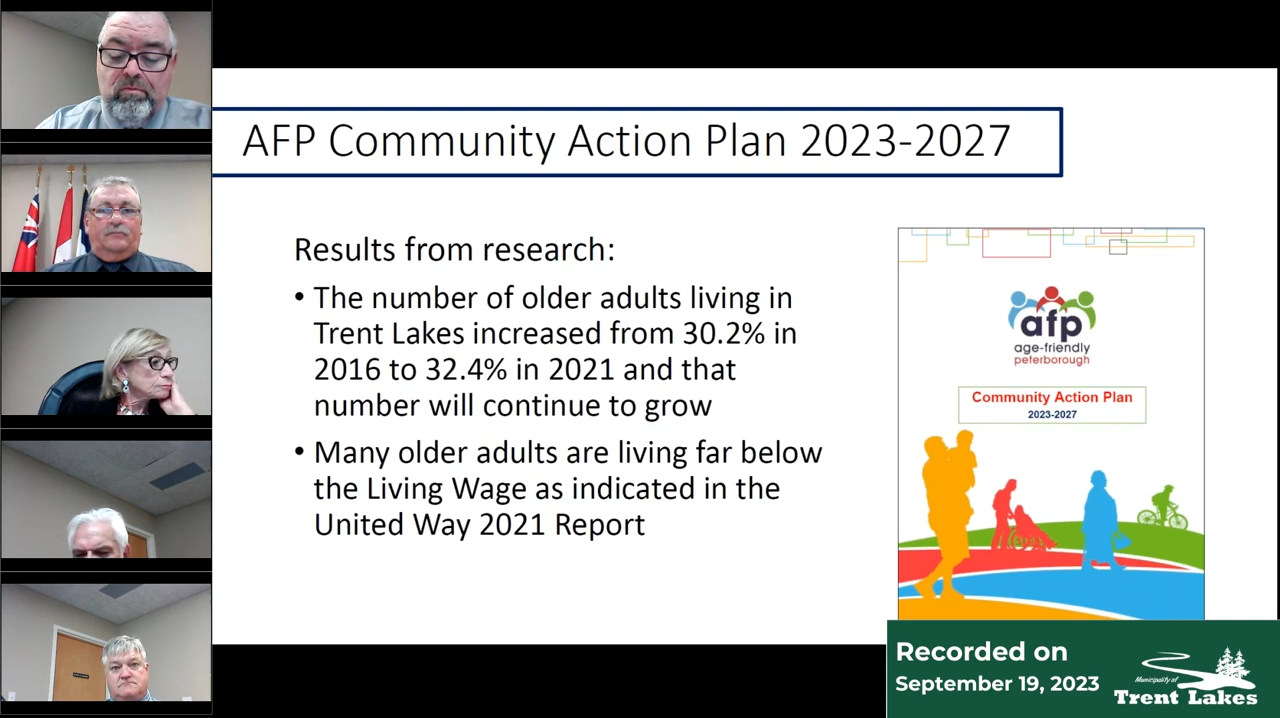 AFP Community Action Plan 2023-2027
Results from research:
• The number of older adults living in
Trent Lakes increased from 30.2% in
2016 to 32.4% in 2021 and that
number will continue to grow
• Many older adults are living far below
the Living Wage as indicated in the
United Way 2021 Report
afp
age-friendly
peterborough
Community Action Plan
2023-2027
Recorded on
September 19, 2023
Municipality of
Trent Lakes